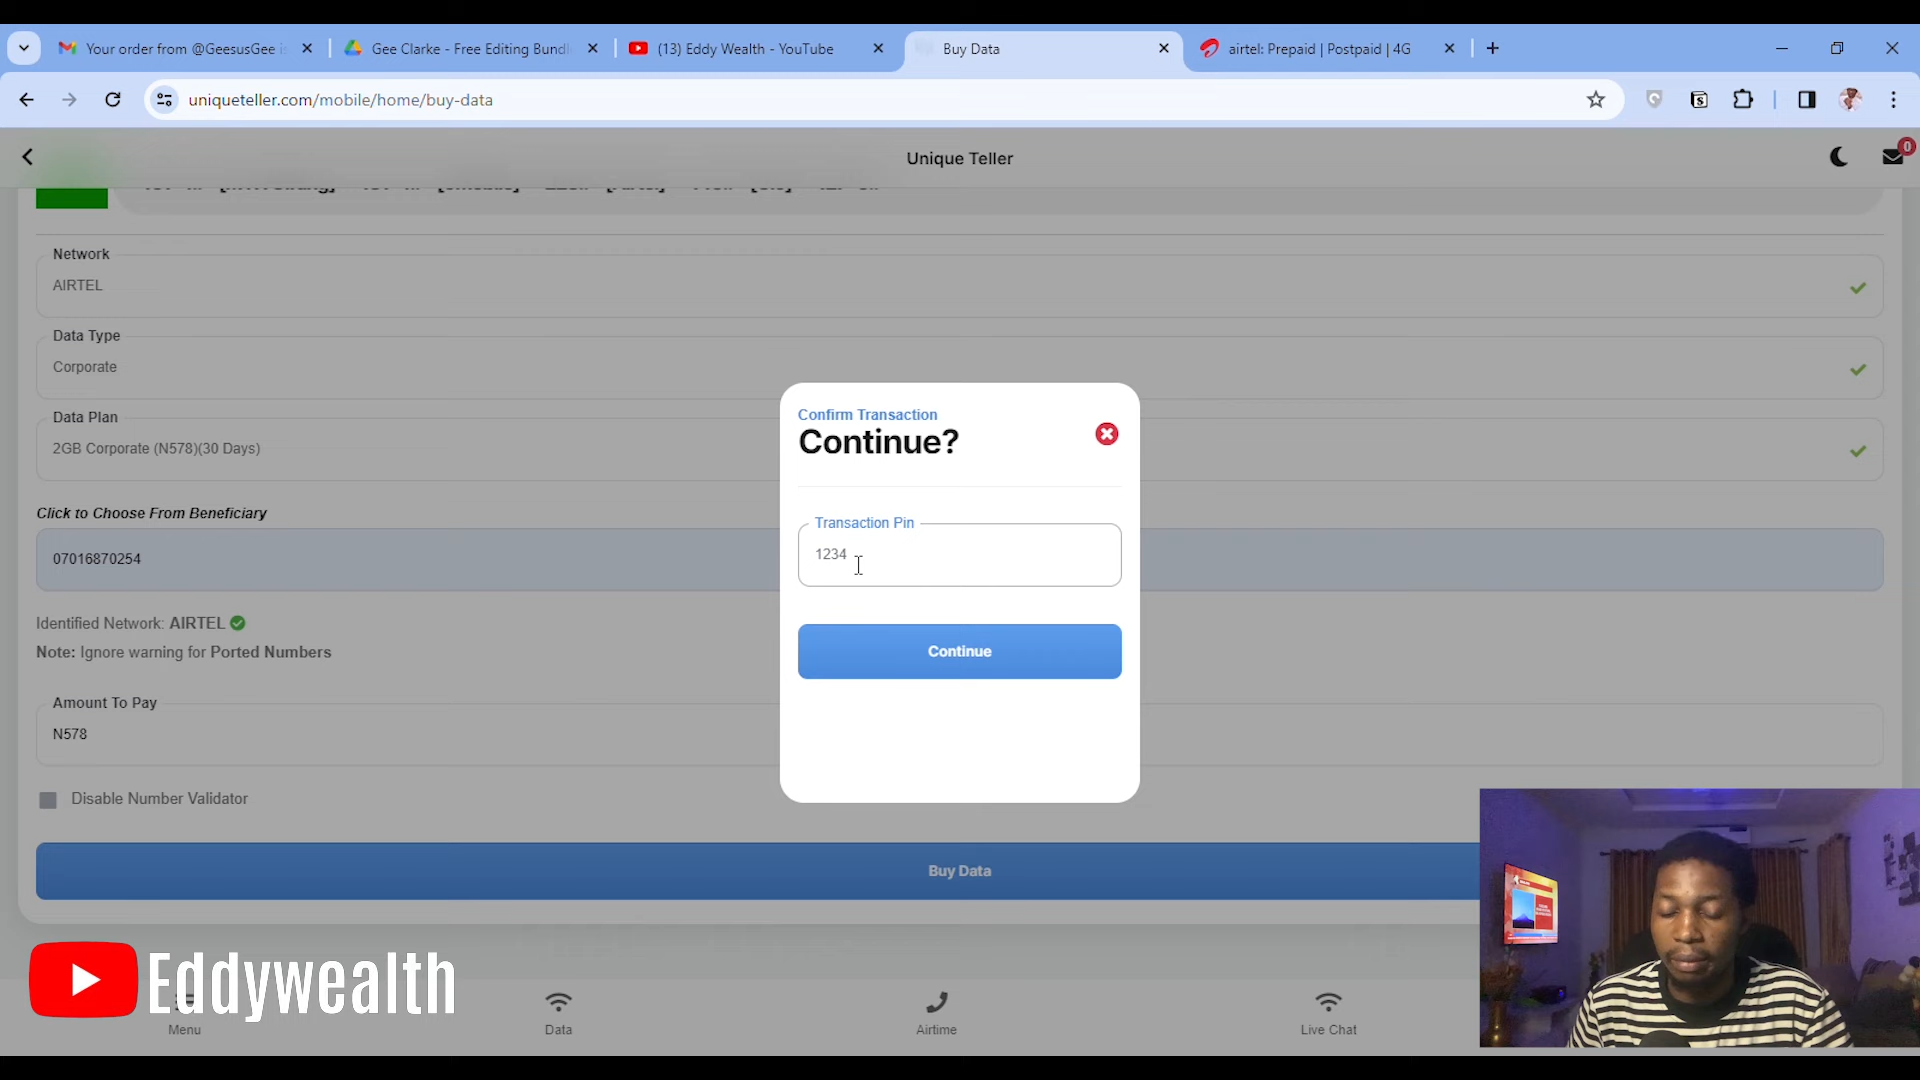 Your order from @GeesusGee
Gee Clarke - Free Editing Bundl
(13) Eddy Wealth - YouTube
Buy Data
airtel: Prepaid | Postpaid | 4G
uniqueteller.com/mobile/home/buy-data
Unique Teller
0
Network
AIRTEL
Data Type
Corporate
Data Plan
2GB Corporate (N578)(30 Days)
Click to Choose From Beneficiary
07016870254
Identified Network: AIRTEL
Note: Ignore warning for Ported Numbers
Amount To Pay
N578
Disable Number Validator
Buy Data
Confirm Transaction
Continue?
Transaction Pin
1234
Continue
Eddywealth
Menu
Data
Airtime
Live Chat